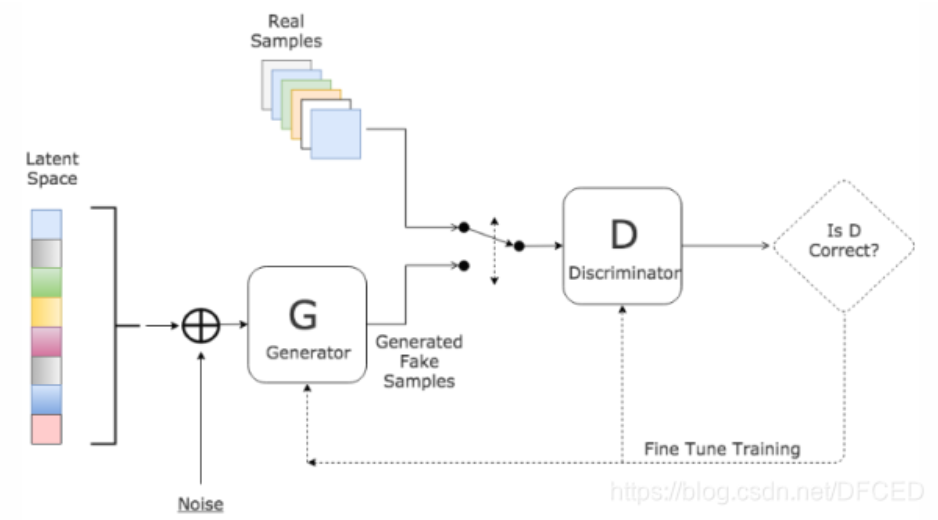 Real
Samples
Latent
Space
Is D
Correct?
D
Discriminator
G
Generator
Generated
Fake
Samples
Fine Tune Training
Noise
https://blog.csdn.net/DFCED